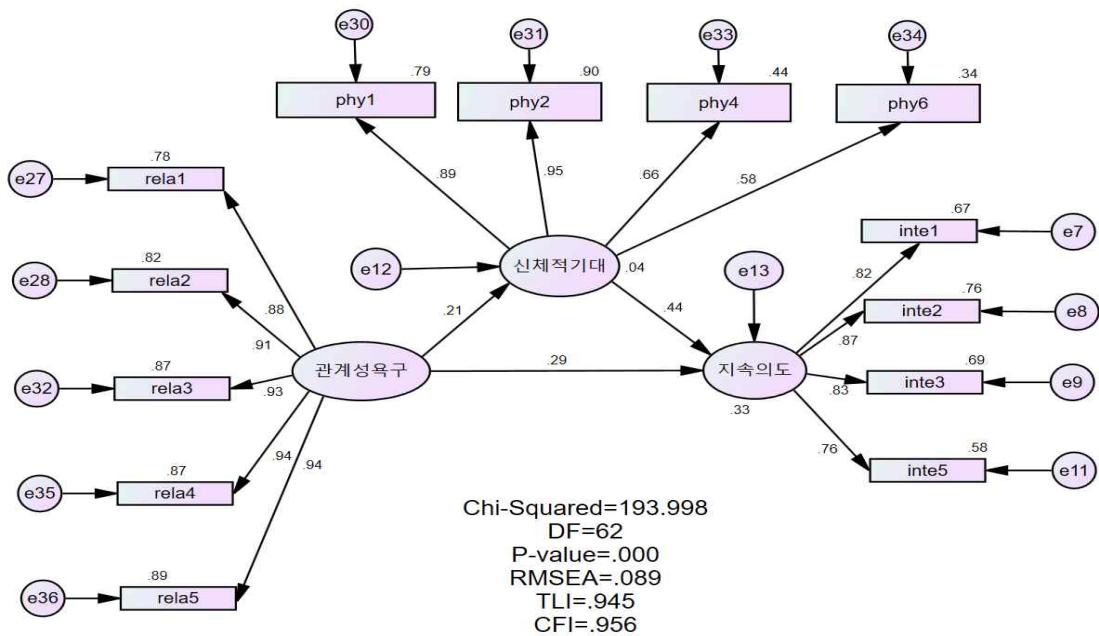 e30
e31
e33
e34
.79
.90
.44
.34
phy1
phy2
phy4
phy6
.89
.95
.66
.58
.78
e27
rela1
.82
e28
rela2
.87
e32
rela3
.87
e35
rela4
.89
e36
rela5
.88
.91
.93
.94
.94
관계성욕구
e12
신체적기대
.04
.21
.44
.29
e13
지속의도
.33
.67
inte1
e7
.82
.76
inte2
e8
.87
.69
inte3
e9
.83
.58
inte5
e11
.76
Chi-Squared=193.998
DF=62
P-value=.000
RMSEA=.089
TLI=.945
CFI=.956